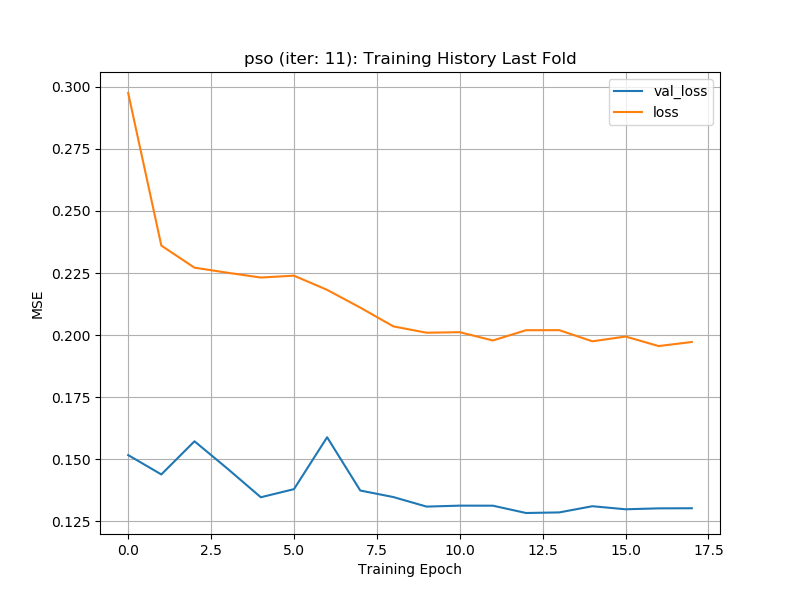 pso (iter: 11): Training History Last Fold
val_loss
loss
MSE
0.300
0.275
0.250
0.225
0.200
0.175
0.150
0.125
0.0 2.5 5.0 7.5 10.0 12.5 15.0 17.5
Training Epoch